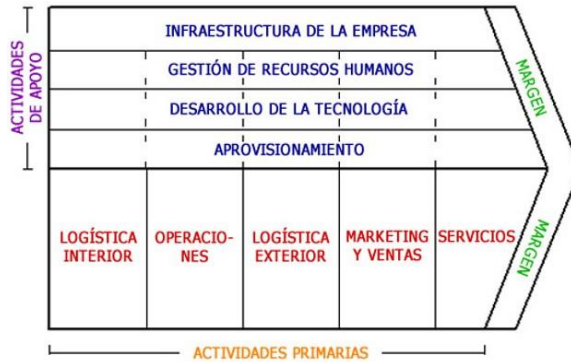 ACTIVIDADES
DE APOYO
INFRAESTRUCTURA DE LA EMPRESA
GESTIÓN DE RECURSOS HUMANOS
DESARROLLO DE LA TECNOLOGÍA
APROVISIONAMIENTO
MARGEN
LOGÍSTICA
INTERIOR
OPERACIO-
NES
LOGÍSTICA
EXTERIOR
MARKETING
Y VENTAS
SERVICIOS
MARGEN
ACTIVIDADES PRIMARIAS